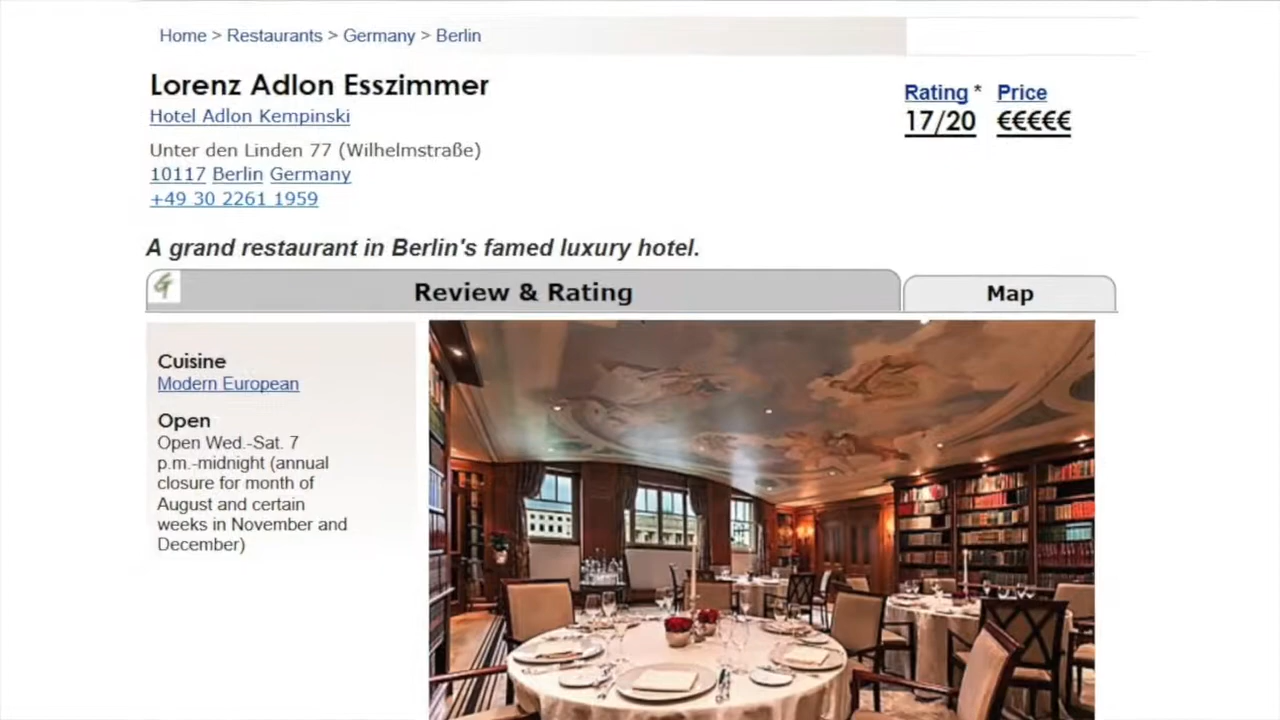 Home > Restaurants > Germany > Berlin
Lorenz Adlon Esszimmer
Hotel Adlon Kempinski
Unter den Linden 77 (Wilhelmstraße)
10117 Berlin Germany
+49 30 2261 1959
Rating * Price
17/20 €€€€€
A grand restaurant in Berlin's famed luxury hotel.
G Review & Rating
Map
Cuisine
Modern European
Open
Open Wed.-Sat. 7
p.m.-midnight (annual
closure for month of
August and certain
weeks in November and
December)